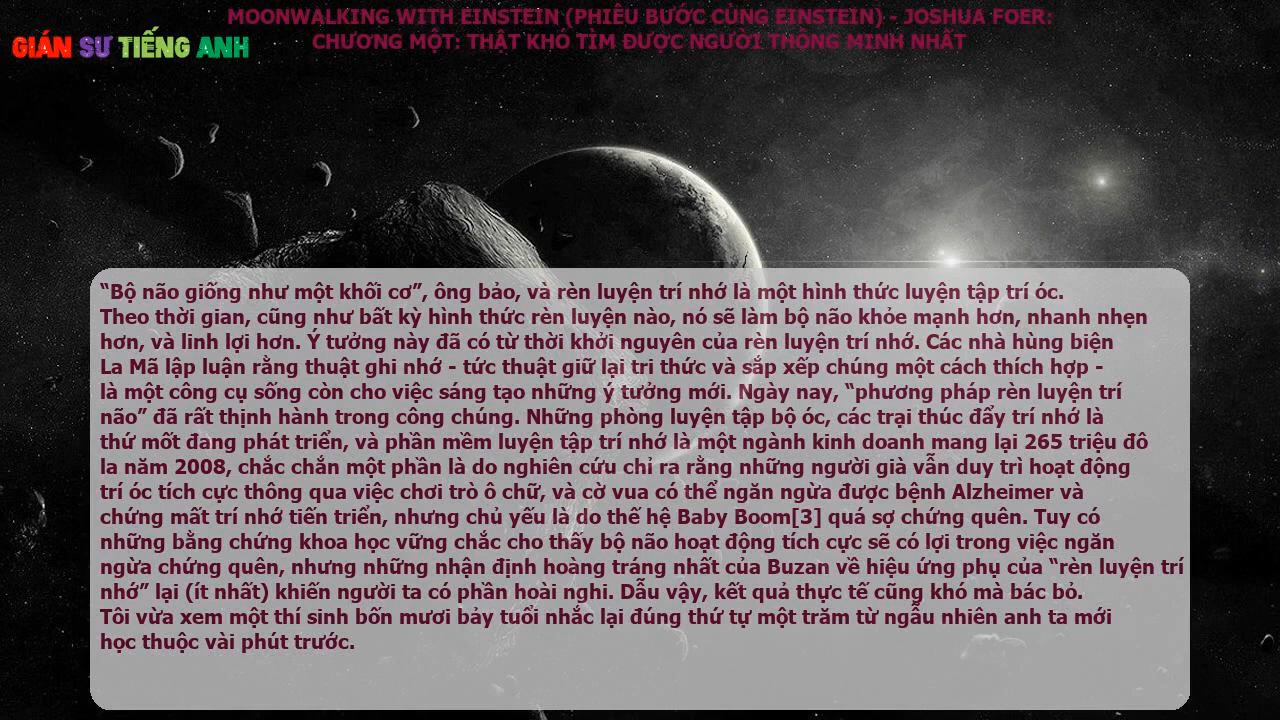 MOONWALKING WITH EINSTEIN (PHIÊU BƯỚC CÙNG EINSTEIN) - JOSHUA FOER:
CHƯƠNG MỘT: THẬT KHÓ TÌM ĐƯỢC NGƯỜI THÔNG MINH NHẤT
GIÁN SƯ TIẾNG ANH
“Bộ não giống như một khối cơ”, ông bảo, và rèn luyện trí nhớ là một hình thức luyện tập trí óc.
Theo thời gian, cũng như bất kỳ hình thức rèn luyện nào, nó sẽ làm bộ não khỏe mạnh hơn, nhanh nhẹn
hơn, và linh lợi hơn. Ý tưởng này đã có từ thời khởi nguyên của rèn luyện trí nhớ. Các nhà hùng biện
La Mã lập luận rằng thuật ghi nhớ - tức thuật giữ lại tri thức và sắp xếp chúng một cách thích hợp -
là một công cụ sống còn cho việc sáng tạo những ý tưởng mới. Ngày nay, “phương pháp rèn luyện trí
não” đã rất thịnh hành trong công chúng. Những phòng luyện tập bộ óc, các trại thúc đẩy trí nhớ là
thứ mốt đang phát triển, và phần mềm luyện tập trí nhớ là một ngành kinh doanh mang lại 265 triệu đô
la năm 2008, chắc chắn một phần là do nghiên cứu chỉ ra rằng những người già vẫn duy trì hoạt động
trí óc tích cực thông qua việc chơi trò ô chữ, và cờ vua có thể ngăn ngừa được bệnh Alzheimer và
chứng mất trí nhớ tiến triển, nhưng chủ yếu là do thế hệ Baby Boom[3] quá sợ chứng quên. Tuy có
những bằng chứng khoa học vững chắc cho thấy bộ não hoạt động tích cực sẽ có lợi trong việc ngăn
ngừa chứng quên, nhưng những nhận định hoàng tráng nhất của Buzan về hiệu ứng phụ của “rèn luyện trí
nhớ” lại (ít nhất) khiến người ta có phần hoài nghi. Dẫu vậy, kết quả thực tế cũng khó mà bác bỏ.
Tôi vừa xem một thí sinh bốn mươi bảy tuổi nhắc lại đúng thứ tự một trăm từ ngẫu nhiên anh ta mới
học thuộc vài phút trước.